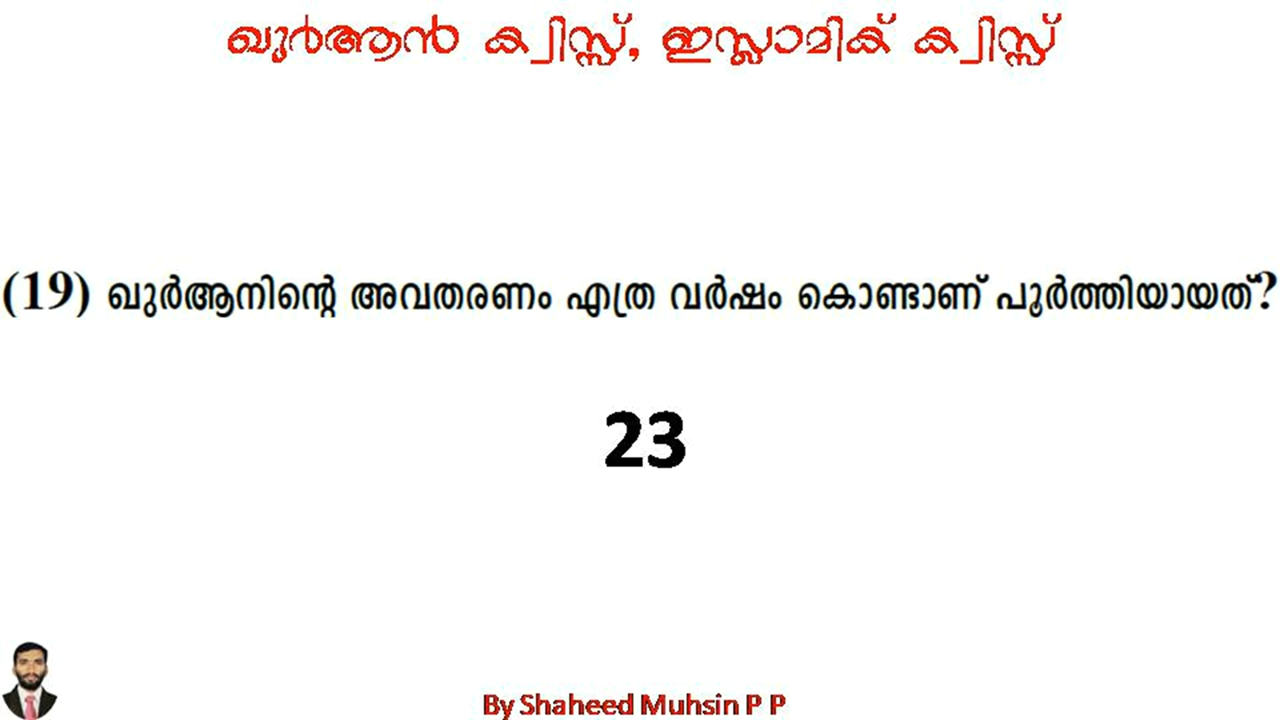 ഖുർആൻ ക്വിസ്സ്, ഇസ്ലാമിക് ക്വിസ്സ്
(19) ഖുർആനിന്റെ അവതരണം എത്ര വർഷം കൊണ്ടാണ് പൂർത്തിയായത്?
23
By Shaheed Muhsin P P